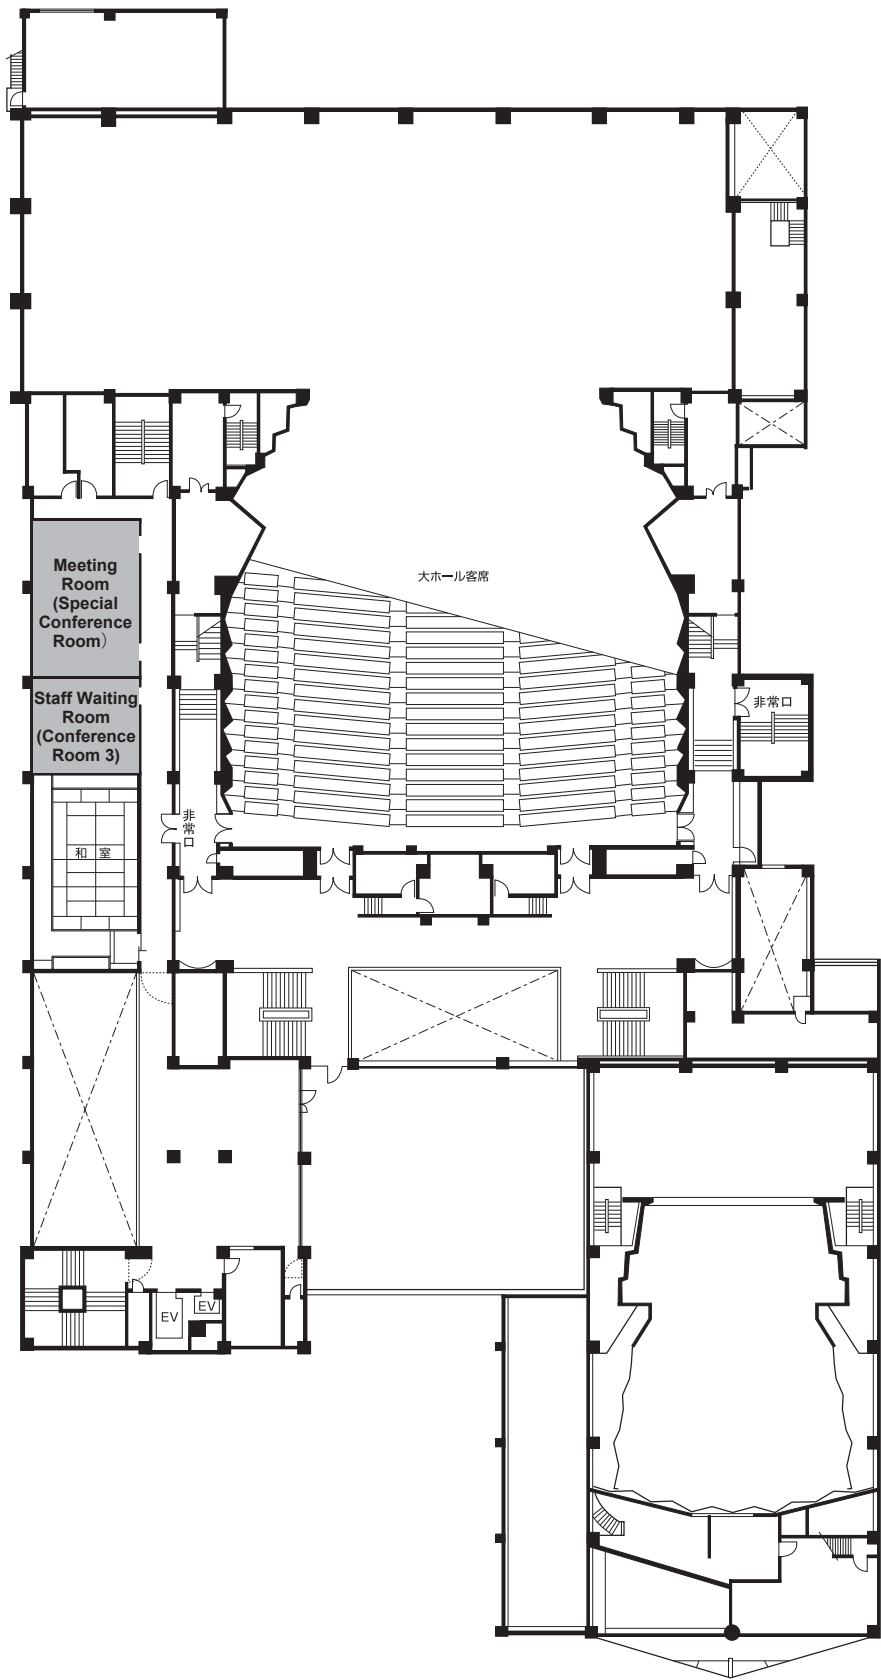 大ホール客席
Meeting
Room
(Special
Conference
Room）
Staff Waiting
Room
(Conference
Room 3)
非常口
非常口
和 室
EV
EV